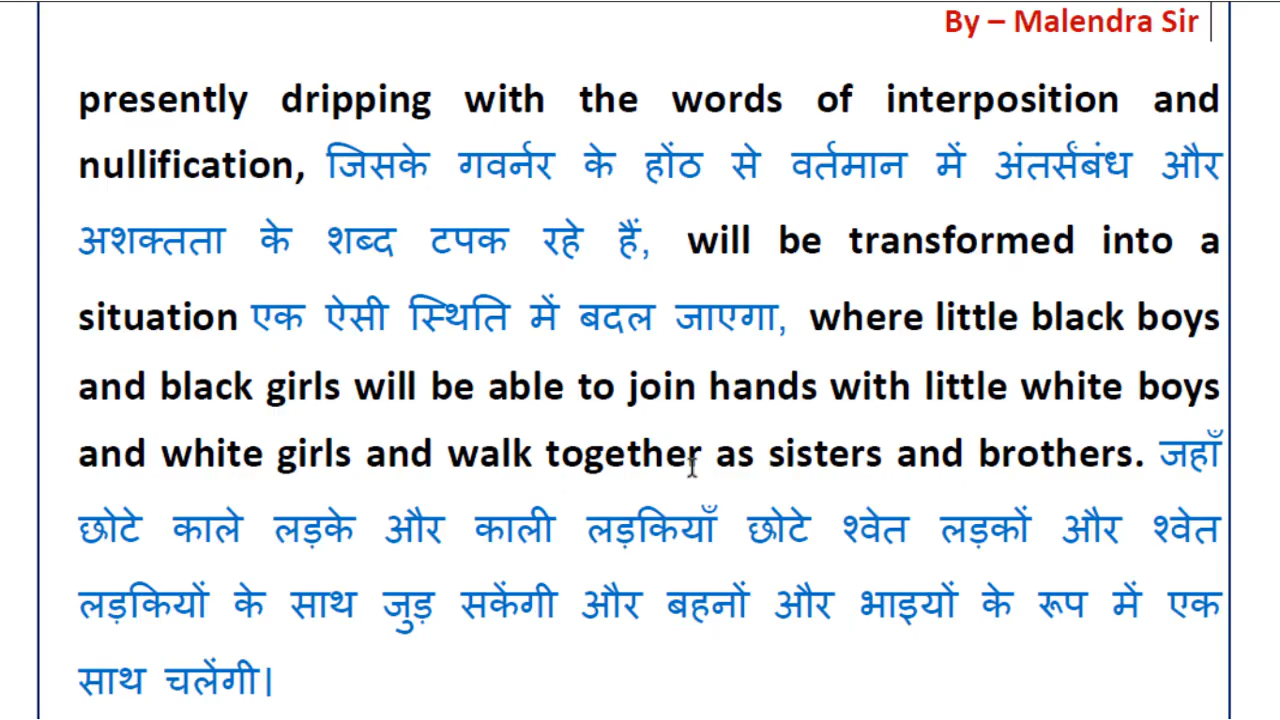 By – Malendra Sir
presently dripping with the words of interposition and
nullification, जिसके गवर्नर के होंठ से वर्तमान में अंतर्संबंध और
अशक्तता के शब्द टपक रहे हैं, will be transformed into a
situation एक ऐसी स्थिति में बदल जाएगा, where little black boys
and black girls will be able to join hands with little white boys
and white girls and walk together as sisters and brothers. जहाँ
छोटे काले लड़के और काली लड़कियाँ छोटे श्वेत लड़कों और श्वेत
लड़कियों के साथ जुड़ सकेंगी और बहनों और भाइयों के रूप में एक
साथ चलेंगी।